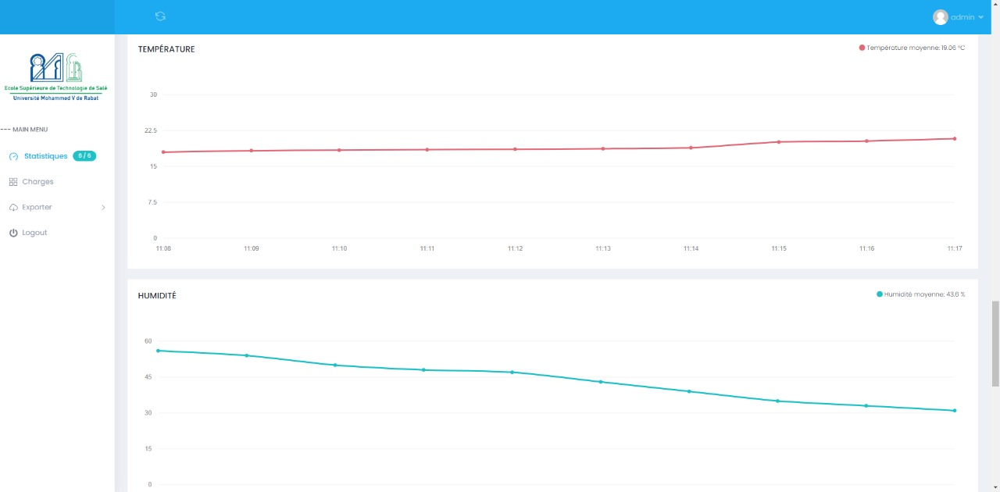 admin
Ecole Supérieure de Technologie de Salé
Université Mohammed V de Rabat
--- MAIN MENU
Statistiques 6 / 6
Charges
Exporter
Logout
TEMPÉRATURE
Température moyenne: 19.06 °C
30
22.5
15
7.5
0
11:08 11:09 11:10 11:11 11:12 11:13 11:14 11:15 11:16 11:17
HUMIDITÉ
Humidité moyenne: 43.6 %
60
45
30
15
0